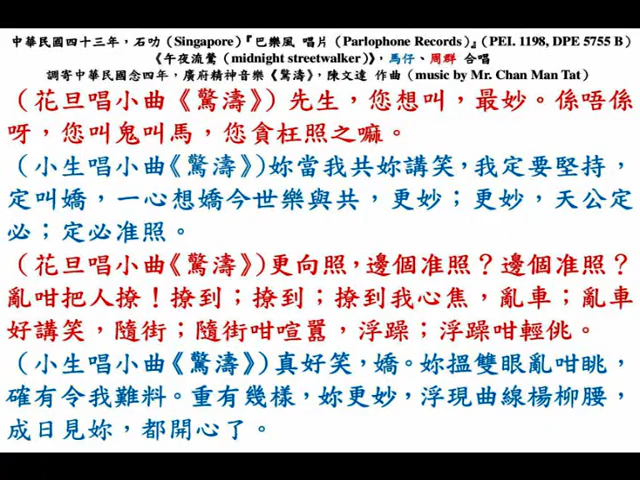 中華民國四十三年，石叻（Singapore）『巴樂風 唱片（Parlophone Records）』（PEI. 1198, DPE 5755 B）
《午夜流鶯（midnight streetwalker）》，馬仔、周群 合唱
調寄中華民國念四年，廣府精神音樂《驚濤》，陳文達 作曲（music by Mr. Chan Man Tat）
（花旦唱小曲《驚濤》）先生，您想叫，最妙。係唔係
呀，您叫鬼叫馬，您貪枉照之嘛。
（小生唱小曲《驚濤》）妳當我共妳講笑，我定要堅持，
定叫嬌，一心想嬌今世樂與共，更妙；更妙，天公定
必；定必准照。
（花旦唱小曲《驚濤》）更向照，邊個准照？邊個准照？
亂咁把人撩！撩到；撩到；撩到我心焦，亂車；亂車
好講笑，隨街；隨街咁喧囂，浮躁；浮躁咁輕佻。
（小生唱小曲《驚濤》）真好笑，嬌。妳搵雙眼亂咁眺，
確有令我難料。重有幾樣，妳更妙，浮現曲線楊柳腰，
成日見妳，都開心了。